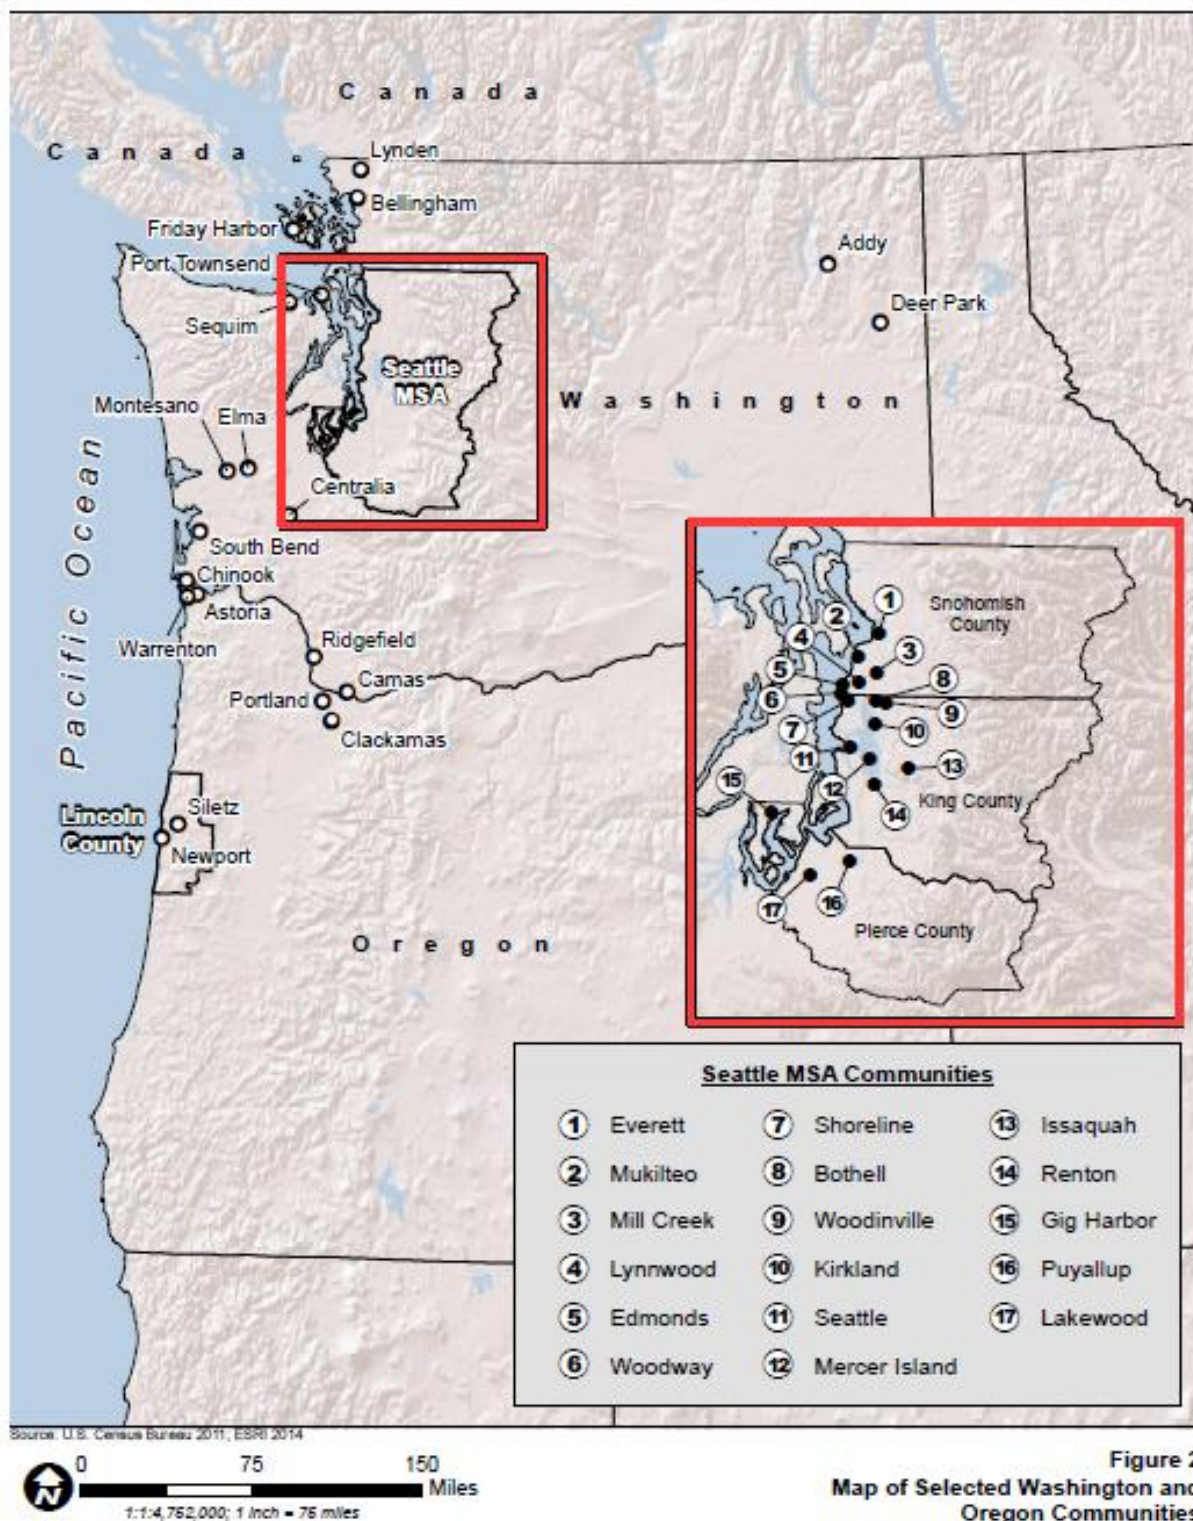 C a n a d a
C a n a d a
Lynden
Bellingham
Friday Harbor
Port Townsend
Addy
Deer Park
Sequim
Seattle
MSA
W a s h i n g t o n
Montesano
Elma
Centralia
Pacific Ocean
South Bend
Chinook
Astoria
Warrenton
Ridgefield
Camas
Portland
Clackamas
Lincoln
County
Siletz
Newport
O r e g o n
1
Snohomish
County
2
4
3
5
8
6
9
7
10
11
13
15
12
King County
14
17
16
Pierce County
Seattle MSA Communities
1 Everett
2 Mukilteo
3 Mill Creek
4 Lynnwood
5 Edmonds
6 Woodway
7 Shoreline
8 Bothell
9 Woodinville
10 Kirkland
11 Seattle
12 Mercer Island
13 Issaquah
14 Renton
15 Gig Harbor
16 Puyallup
17 Lakewood
Source: U.S. Census Bureau 2011; ESRI 2014
N
0 75 150
Miles
1:1:4,752,000; 1 inch = 75 miles
Figure 2
Map of Selected Washington and
Oregon Communities